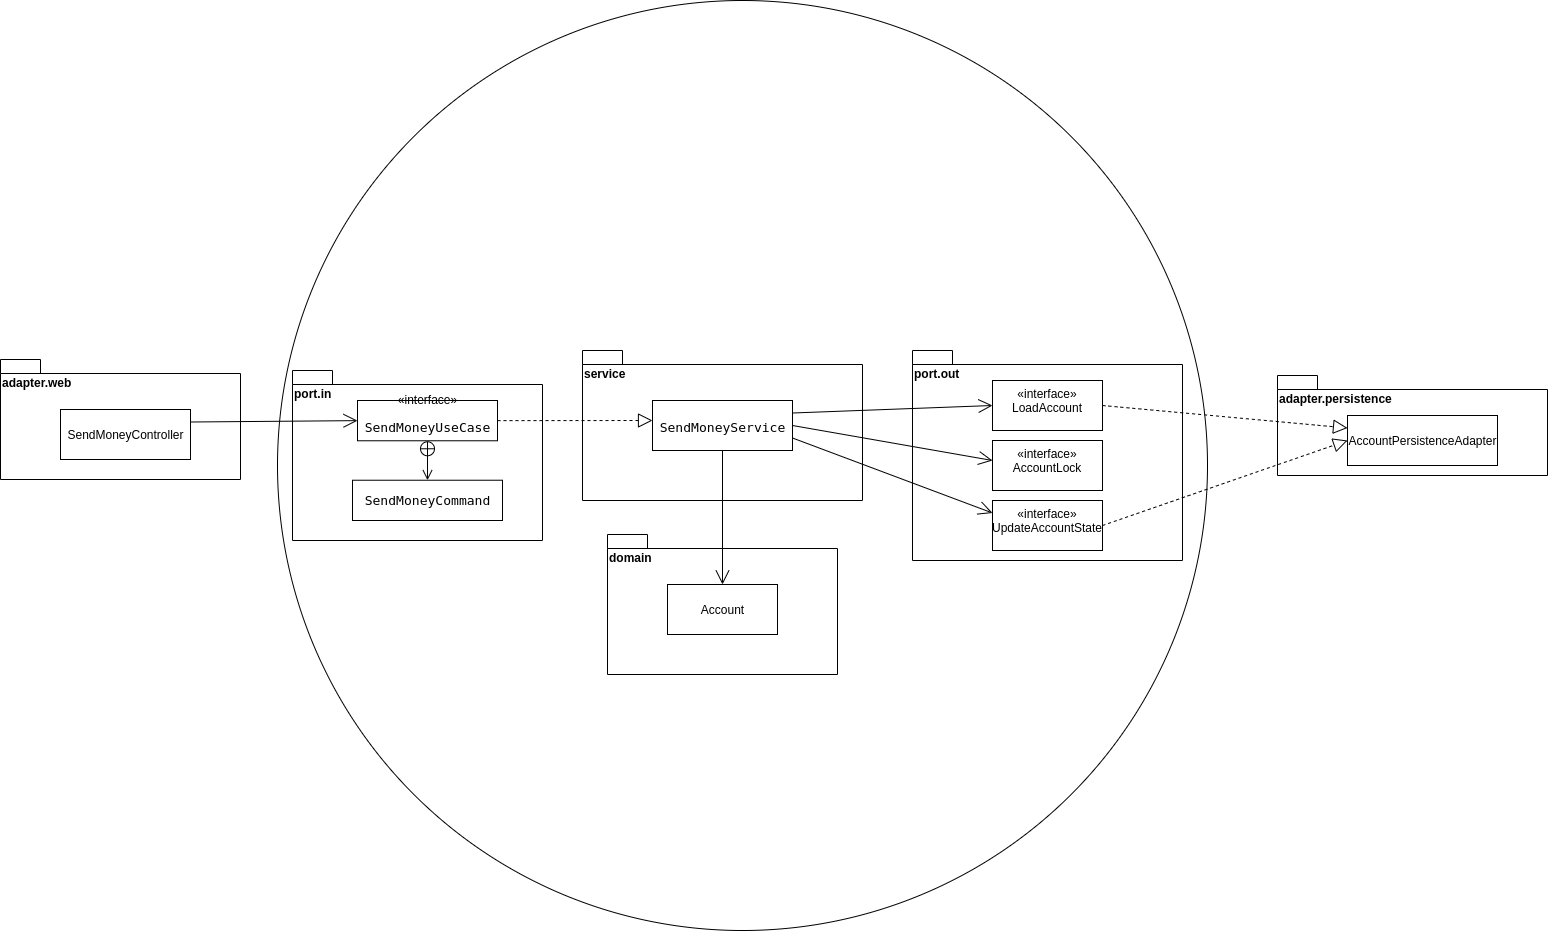 adapter.web
SendMoneyController
port.in
«interface»
SendMoneyUseCase
SendMoneyCommand
service
SendMoneyService
domain
Account
port.out
«interface»
LoadAccount
«interface»
AccountLock
«interface»
UpdateAccountState
adapter.persistence
AccountPersistenceAdapter